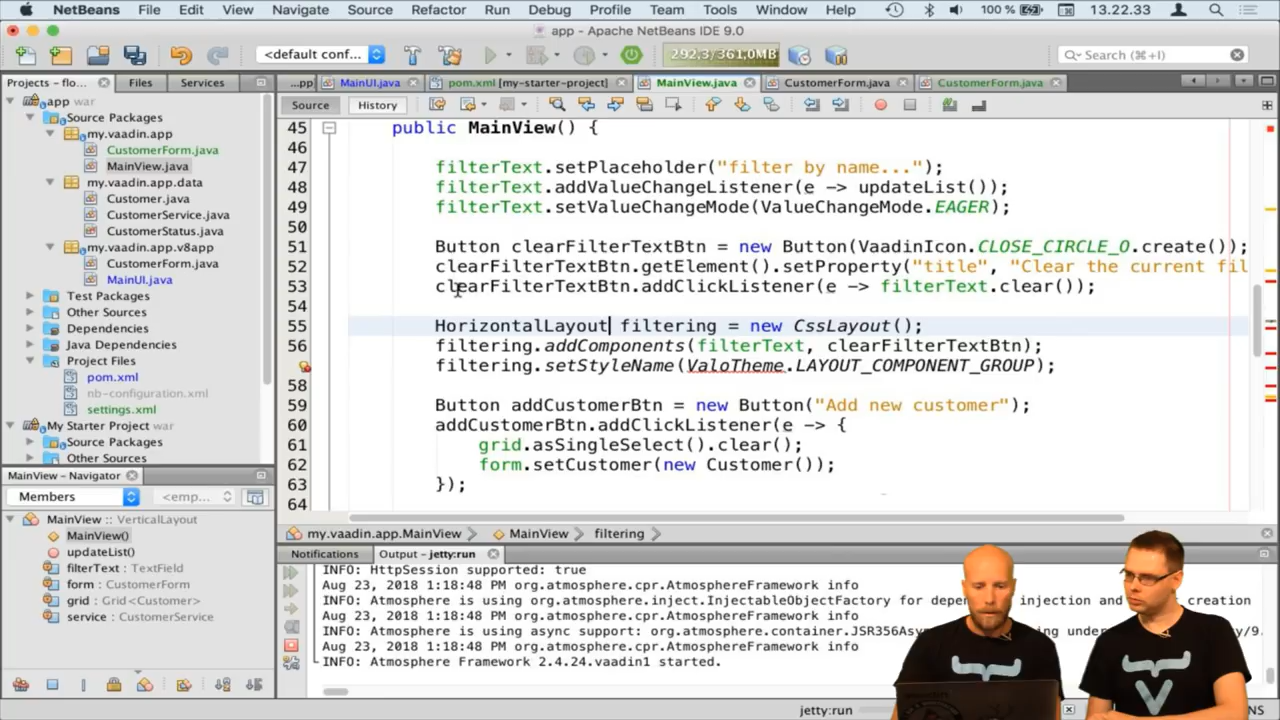 NetBeans File Edit View Navigate Source Refactor Run Debug Profile Team Tools Window Help 100 % 13.22.33
app - Apache NetBeans IDE 9.0
<default conf... 292,3/361,0MB Search (⌘+I)
Projects - flo... Files Services
...pp MainUI.java pom.xml [my-starter-project] MainView.java CustomerForm.java CustomerForm.java
Source History
app war
Source Packages
my.vaadin.app
CustomerForm.java
MainView.java
my.vaadin.app.data
Customer.java
CustomerService.java
CustomerStatus.java
my.vaadin.app.v8app
CustomerForm.java
MainUI.java
Test Packages
Other Sources
Dependencies
Java Dependencies
Project Files
pom.xml
nb-configuration.xml
settings.xml
My Starter Project war
Source Packages
Other Sources
45 public MainView() {
46
47 filterText.setPlaceholder("filter by name...");
48 filterText.addValueChangeListener(e -> updateList());
49 filterText.setValueChangeMode(ValueChangeMode.EAGER);
50
51 Button clearFilterTextBtn = new Button(VaadinIcon.CLOSE_CIRCLE_O.create());
52 clearFilterTextBtn.getElement().setProperty("title", "Clear the current fil
53 clearFilterTextBtn.addClickListener(e -> filterText.clear());
54
55 HorizontalLayout filtering = new CssLayout();
56 filtering.addComponents(filterText, clearFilterTextBtn);
filtering.setStyleName(ValoTheme.LAYOUT_COMPONENT_GROUP);
58
59 Button addCustomerBtn = new Button("Add new customer");
60 addCustomerBtn.addClickListener(e -> {
61 grid.asSingleSelect().clear();
62 form.setCustomer(new Customer());
63 });
64
my.vaadin.app.MainView MainView filtering
MainView - Navigator
Members <emp...
MainView :: VerticalLayout
MainView()
updateList()
filterText : TextField
form : CustomerForm
grid : Grid<Customer>
service : CustomerService
Notifications Output - jetty:run
INFO: HttpSession supported: true
Aug 23, 2018 1:18:48 PM org.atmosphere.cpr.AtmosphereFramework info
INFO: Atmosphere is using org.atmosphere.inject.InjectableObjectFactory for depe injection and creation
Aug 23, 2018 1:18:48 PM org.atmosphere.cpr.AtmosphereFramework info
INFO: Atmosphere is using async support: org.atmosphere.container.JSR356Asy ing under y/9.
Aug 23, 2018 1:18:48 PM org.atmosphere.cpr.AtmosphereFramework info
INFO: Atmosphere Framework 2.4.24.vaadin1 started.
jetty:run NS